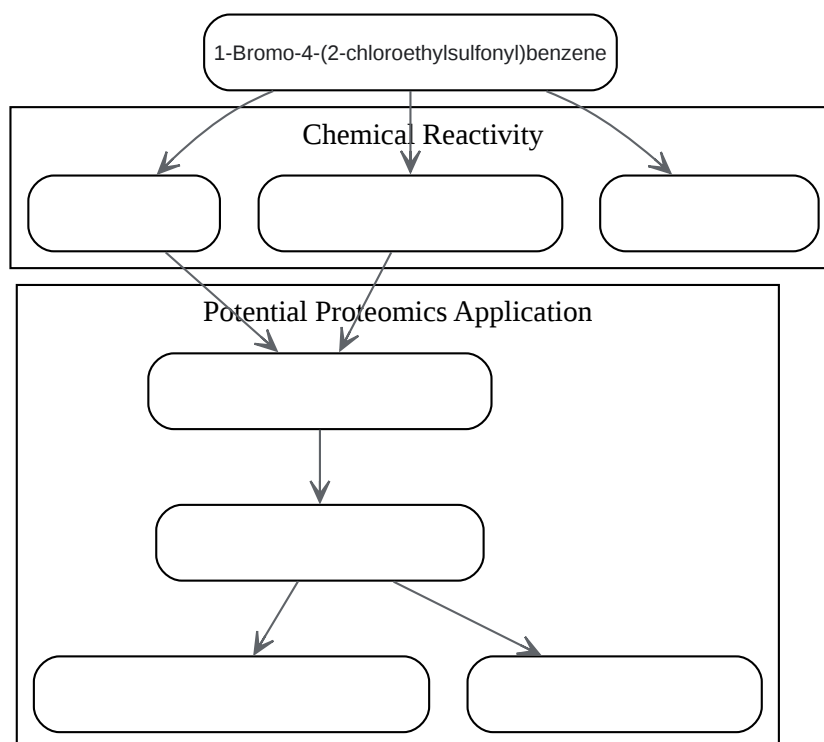 1-Bromo-4-(2-chloroethylsulfonyl)benzene
Chemical Reactivity
Potential Proteomics Application